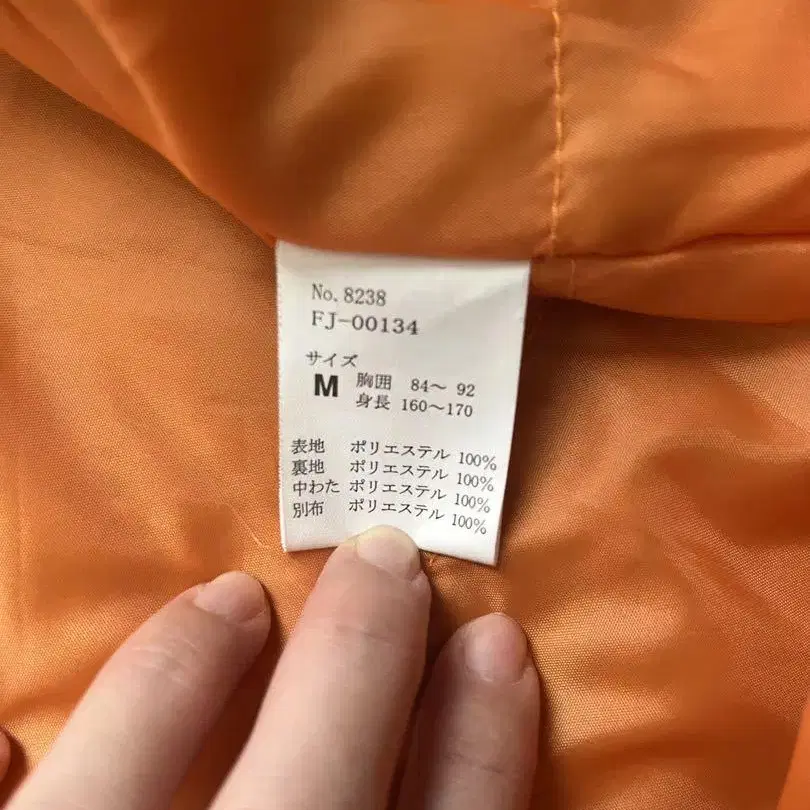 No. 8238
FJ-00134
サイズ
M 胸囲 84〜 92
身長 160〜170
表地 ポリエステル 100%
裏地 ポリエステル 100%
中わた ポリエステル 100%
別布 ポリエステル 100%